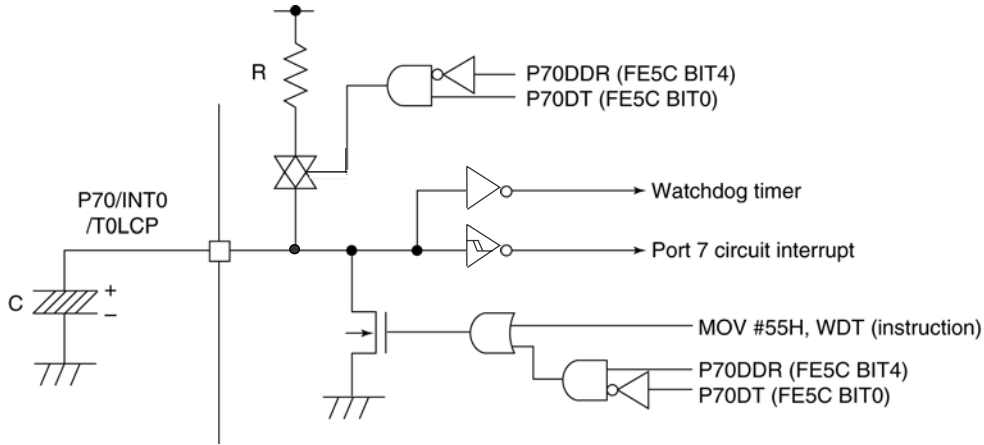 R
P70DDR (FE5C BIT4)
P70DT (FE5C BIT0)
P70/INT0
/T0LCP
Watchdog timer
Port 7 circuit interrupt
C
+
−
MOV #55H, WDT (instruction)
P70DDR (FE5C BIT4)
P70DT (FE5C BIT0)